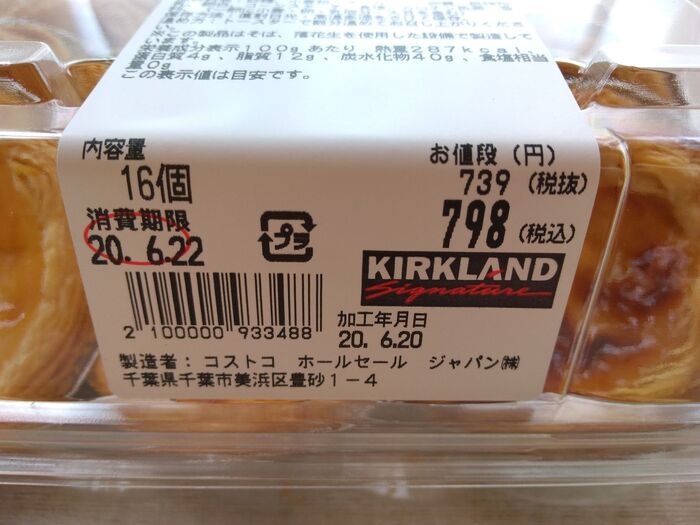 ※この製品はそば、落花生を使用した設備で製造して
います。
栄養成分表示100gあたり 熱量287kcal、
蛋白質4g、脂質12g、炭水化物40g、食塩相当
量0g
この表示値は目安です。
内容量
16個
お値段 (円)
739 (税抜)
798 (税込)
消費期限
20. 6.22
プラ
KIRKLAND
Signature
2 100000 933488
加工年月日
20. 6.20
製造者：コストコ ホールセール ジャパン㈱
千葉県千葉市美浜区豊砂1-4